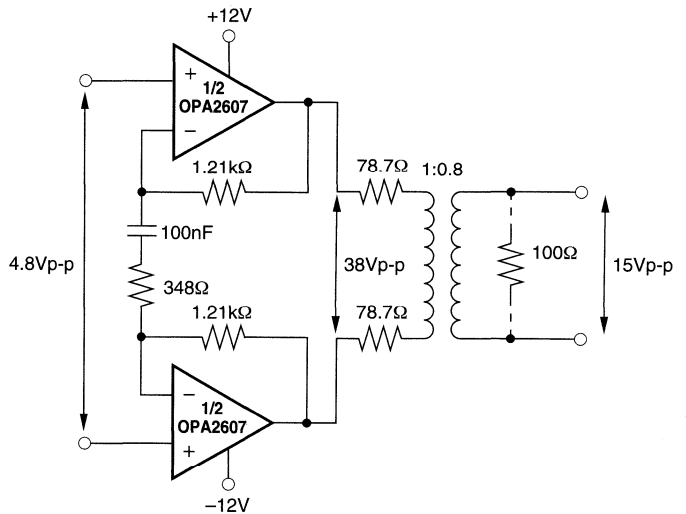 +12V
+
1/2
OPA2607
−
1.21kΩ
78.7Ω
1:0.8
100nF
4.8Vp-p
38Vp-p
100Ω
15Vp-p
348Ω
1.21kΩ
78.7Ω
−
1/2
OPA2607
+
−12V